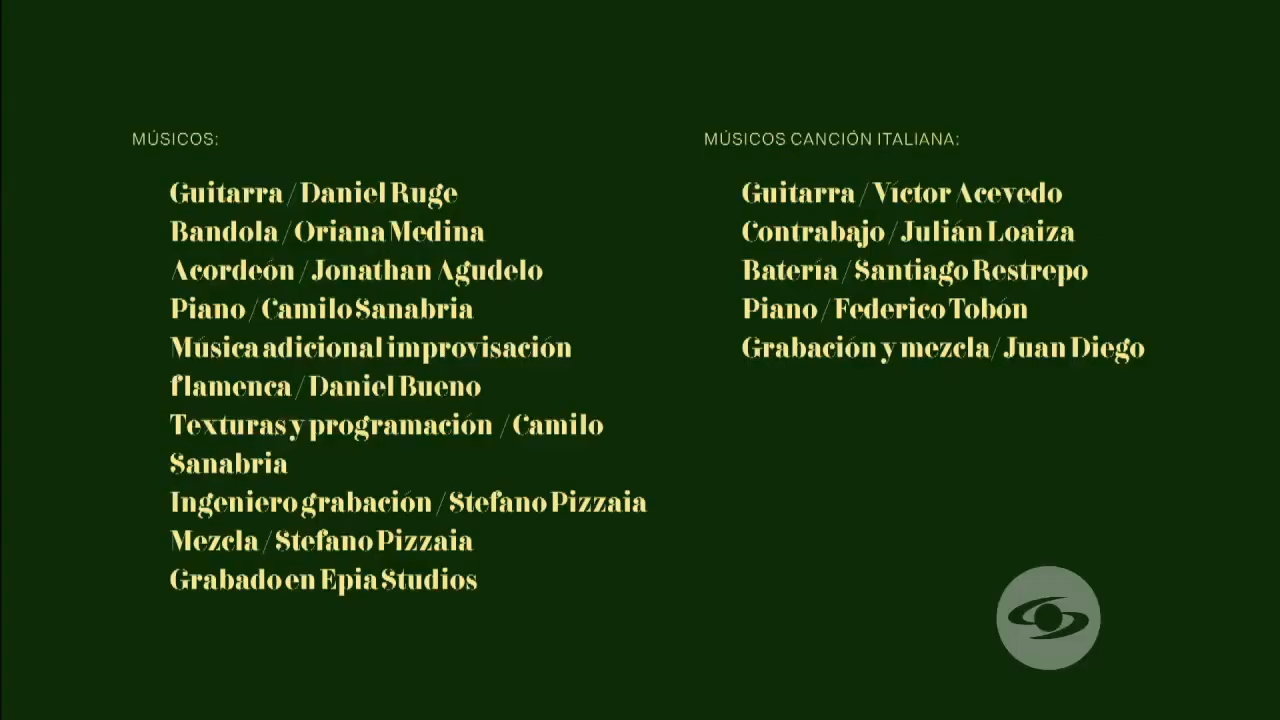 MÚSICOS:
Guitarra / Daniel Ruge
Bandola / Oriana Medina
Acordeón / Jonathan Agudelo
Piano / Camilo Sanabria
Música adicional improvisación
flamenca / Daniel Bueno
Texturas y programación / Camilo
Sanabria
Ingeniero grabación / Stefano Pizzaia
Mezcla / Stefano Pizzaia
Grabado en Epia Studios
MÚSICOS CANCIÓN ITALIANA:
Guitarra / Víctor Acevedo
Contrabajo / Julián Loaiza
Batería / Santiago Restrepo
Piano / Federico Tobón
Grabación y mezcla/ Juan Diego